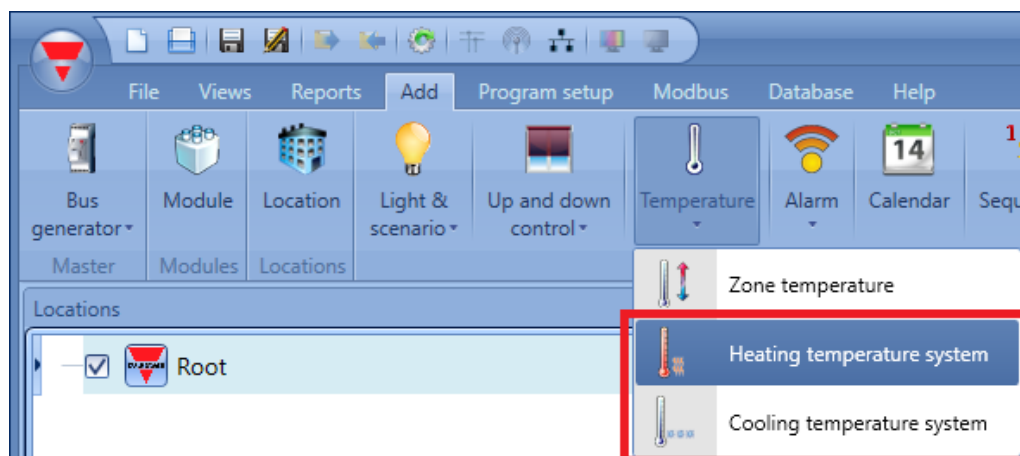 File Views Reports Add Program setup Modbus Database Help
Bus generator
Module
Location
Light & scenario
Up and down control
Temperature
Alarm
14
Calendar
Master Modules Locations
Locations
Root
Zone temperature
Heating temperature system
Cooling temperature system